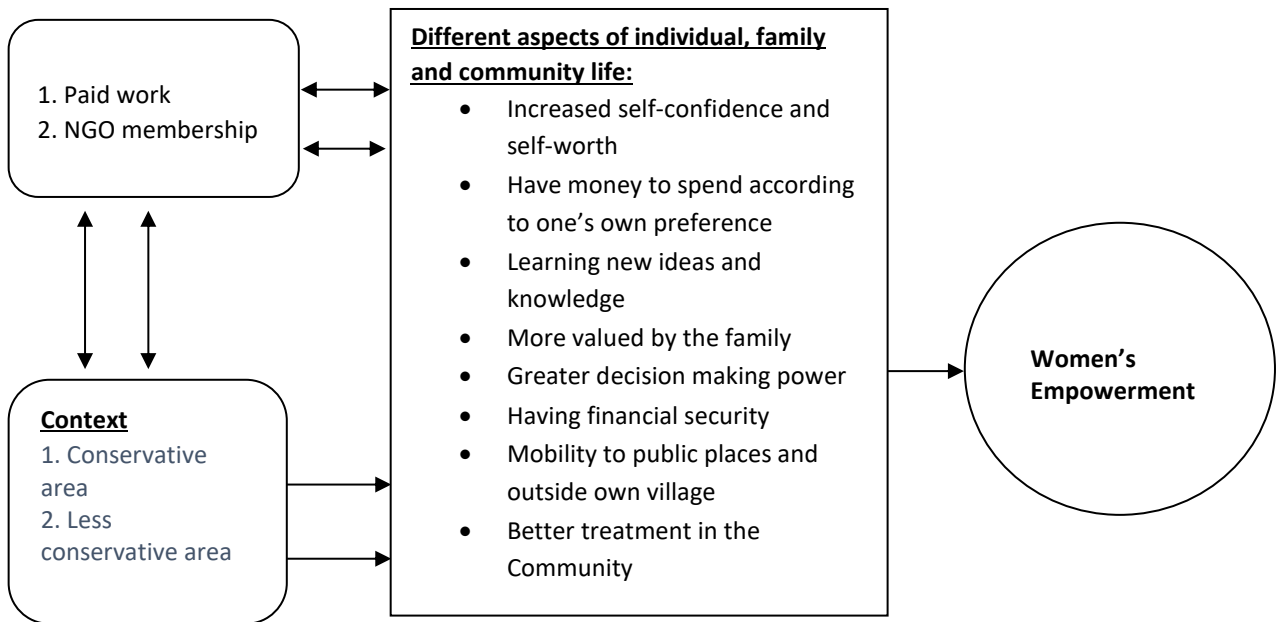 1. Paid work
2. NGO membership
Context
1. Conservative
area
2. Less
conservative area
Different aspects of individual, family
and community life:
• Increased self-confidence and
self-worth
• Have money to spend according
to one’s own preference
• Learning new ideas and
knowledge
• More valued by the family
• Greater decision making power
• Having financial security
• Mobility to public places and
outside own village
• Better treatment in the
Community
Women’s
Empowerment